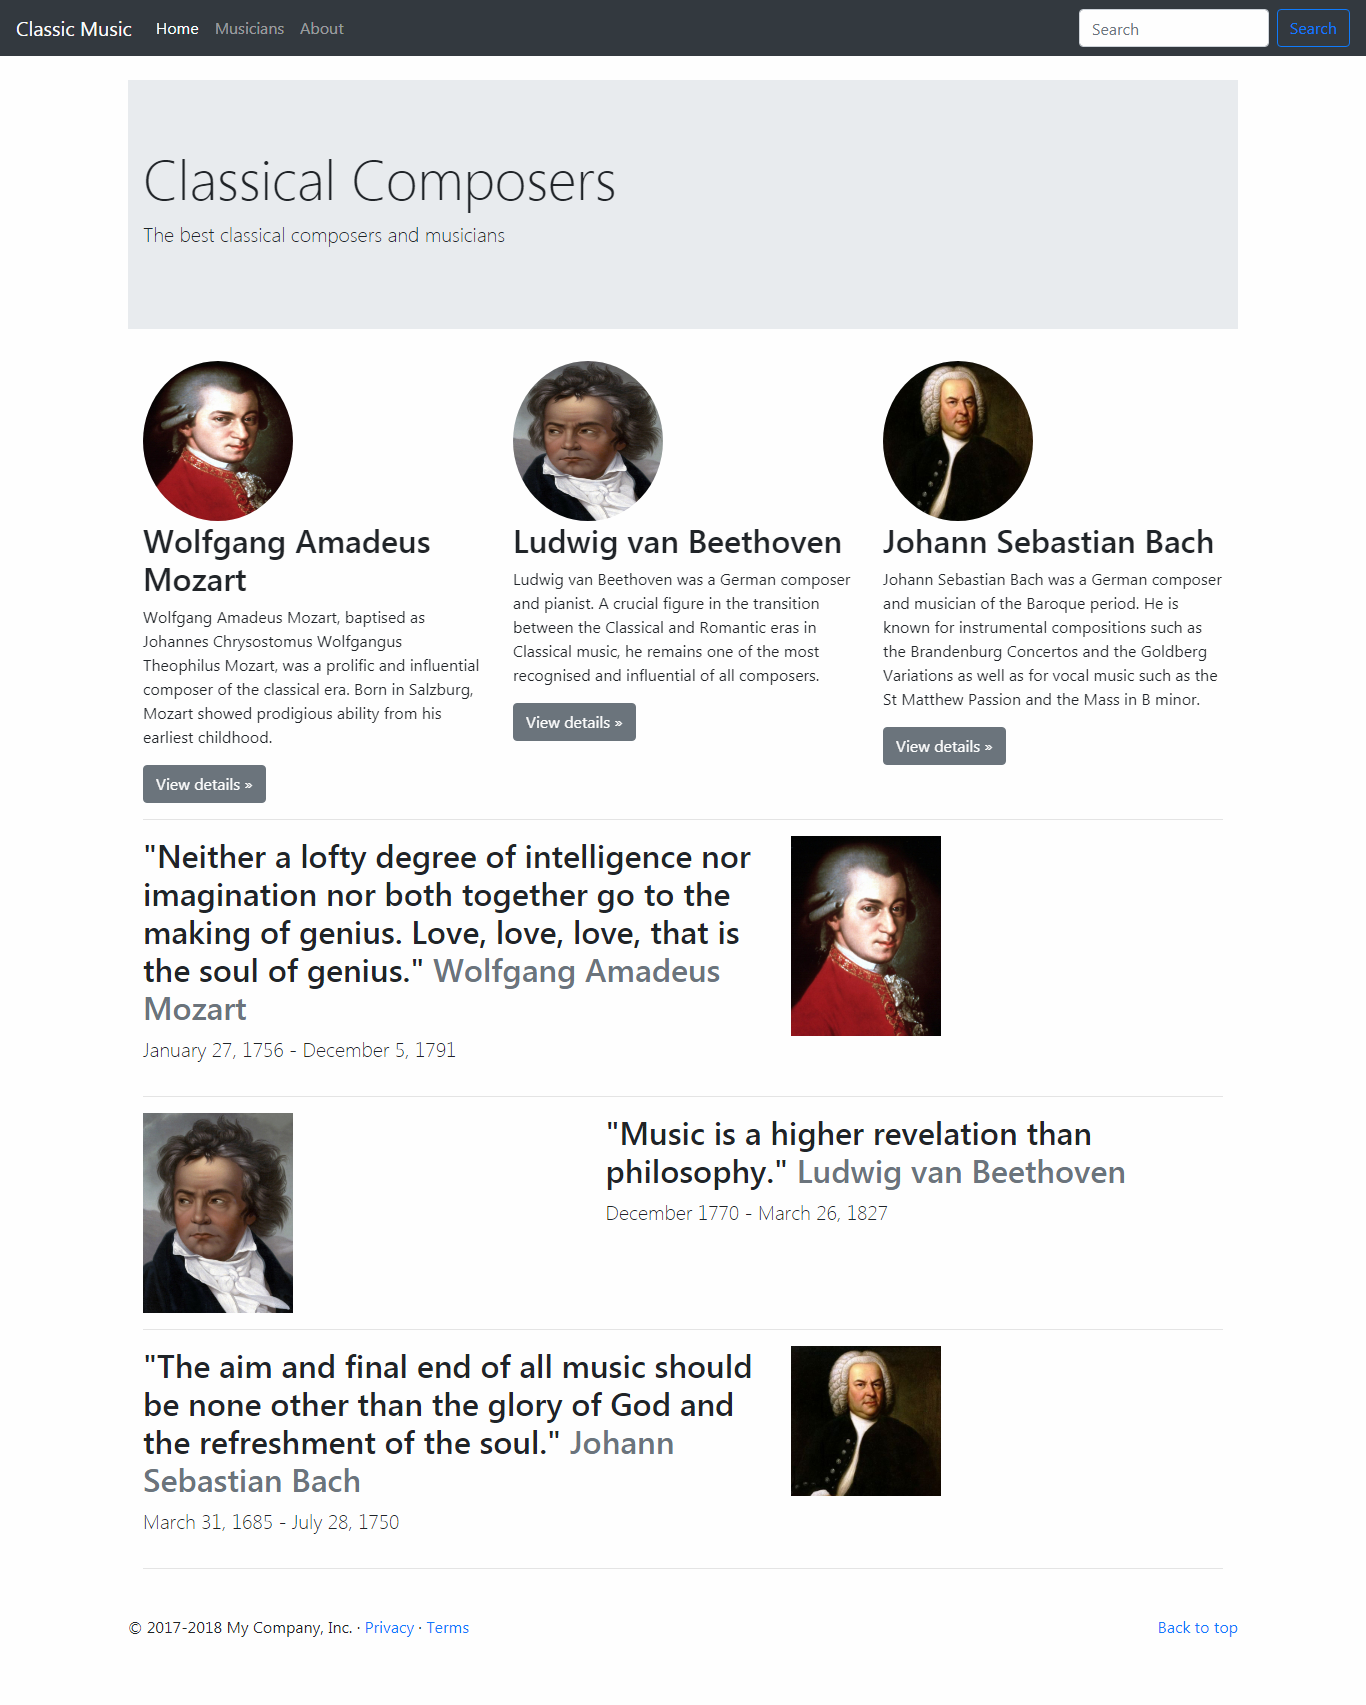 Classic Music Home Musicians About Search Search
Classical Composers
The best classical composers and musicians
Wolfgang Amadeus
Mozart
Wolfgang Amadeus Mozart, baptised as
Johannes Chrysostomus Wolfgangus
Theophilus Mozart, was a prolific and influential
composer of the classical era. Born in Salzburg,
Mozart showed prodigious ability from his
earliest childhood.
View details »
Ludwig van Beethoven
Ludwig van Beethoven was a German composer
and pianist. A crucial figure in the transition
between the Classical and Romantic eras in
Classical music, he remains one of the most
recognised and influential of all composers.
View details »
Johann Sebastian Bach
Johann Sebastian Bach was a German composer
and musician of the Baroque period. He is
known for instrumental compositions such as
the Brandenburg Concertos and the Goldberg
Variations as well as for vocal music such as the
St Matthew Passion and the Mass in B minor.
View details »
"Neither a lofty degree of intelligence nor
imagination nor both together go to the
making of genius. Love, love, love, that is
the soul of genius." Wolfgang Amadeus
Mozart
January 27, 1756 - December 5, 1791
"Music is a higher revelation than
philosophy." Ludwig van Beethoven
December 1770 - March 26, 1827
"The aim and final end of all music should
be none other than the glory of God and
the refreshment of the soul." Johann
Sebastian Bach
March 31, 1685 - July 28, 1750
© 2017-2018 My Company, Inc. · Privacy · Terms
Back to top